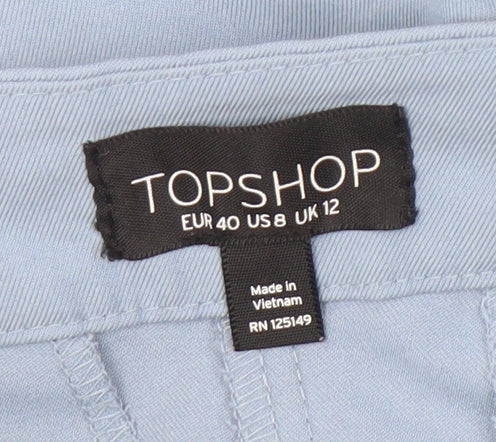 TOPSHOP
EUR 40 US 8 UK 12
Made in
Vietnam
RN 125149